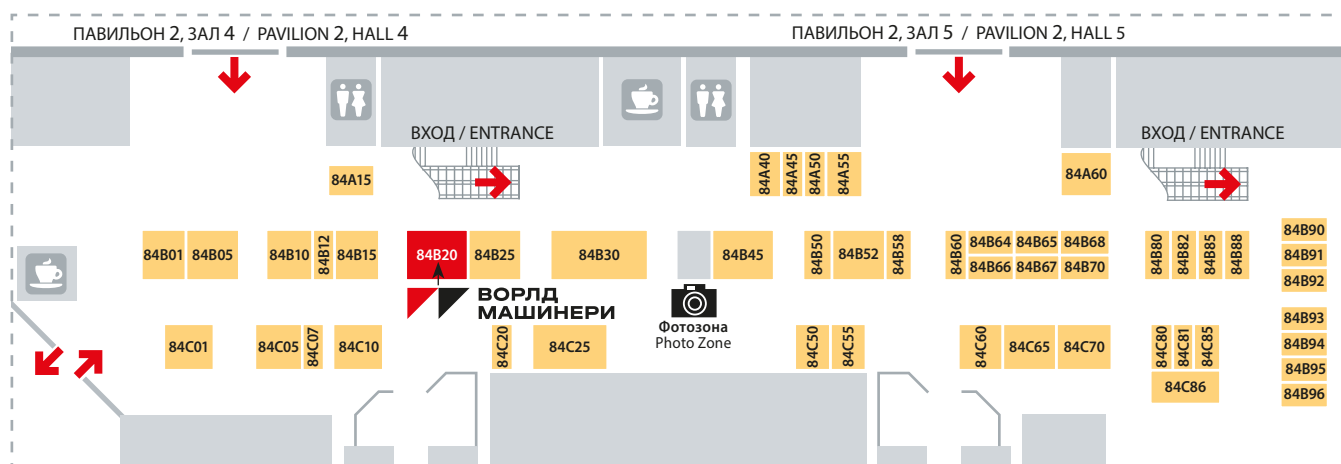 ПАВИЛЬОН 2, ЗАЛ 4 / PAVILION 2, HALL 4
ПАВИЛЬОН 2, ЗАЛ 5 / PAVILION 2, HALL 5
ВХОД / ENTRANCE
ВХОД / ENTRANCE
84A15
84A40
84A45
84A50
84A55
84A60
84B01
84B05
84B10
84B12
84B15
84B20
84B25
84B30
84B45
84B50
84B52
84B58
84B60
84B64
84B65
84B68
84B66
84B67
84B70
84B80
84B82
84B85
84B88
84B90
84B91
84B92
84B93
84B94
84B95
84B96
ВОРЛД
МАШИНЕРИ
Фотозона
Photo Zone
84C01
84C05
84C07
84C10
84C20
84C25
84C50
84C55
84C60
84C65
84C70
84C80
84C81
84C85
84C86